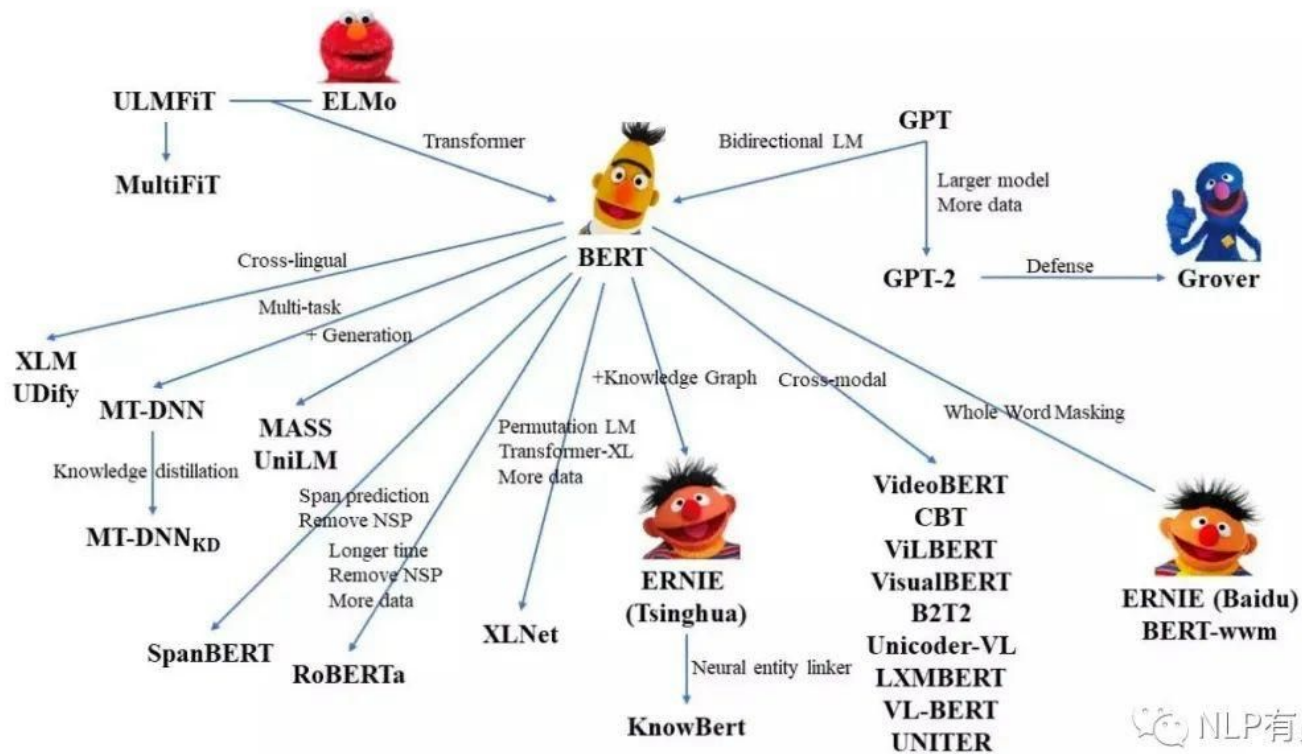 ULMFiT
ELMo
GPT
Transformer
Bidirectional LM
MultiFiT
Larger model
More data
BERT
GPT-2
Defense
Grover
Cross-lingual
Multi-task
+ Generation
XLM
UDify
MT-DNN
MASS
UniLM
+Knowledge Graph
Cross-modal
Whole Word Masking
Permutation LM
Transformer-XL
More data
Knowledge distillation
MT-DNNKD
Span prediction
Remove NSP
Longer time
Remove NSP
More data
SpanBERT
RoBERTa
XLNet
ERNIE
(Tsinghua)
Neural entity linker
KnowBert
VideoBERT
CBT
ViLBERT
VisualBERT
B2T2
Unicoder-VL
LXMBERT
VL-BERT
UNITER
ERNIE (Baidu)
BERT-wwm
NLP有